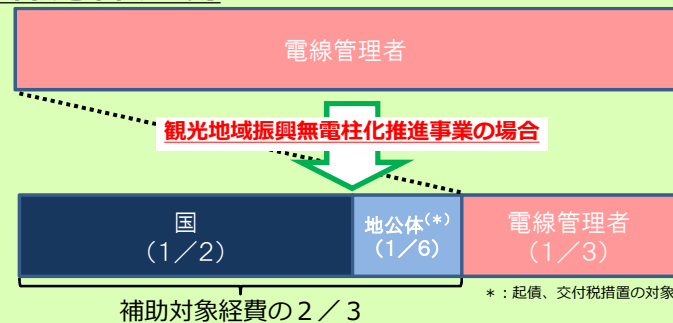 電線管理者
観光地域振興無電柱化推進事業の場合
国
（1／2）
地公体(*)
（1／6）
電線管理者
（1／3）
*：起債、交付税措置の対象
補助対象経費の2／3